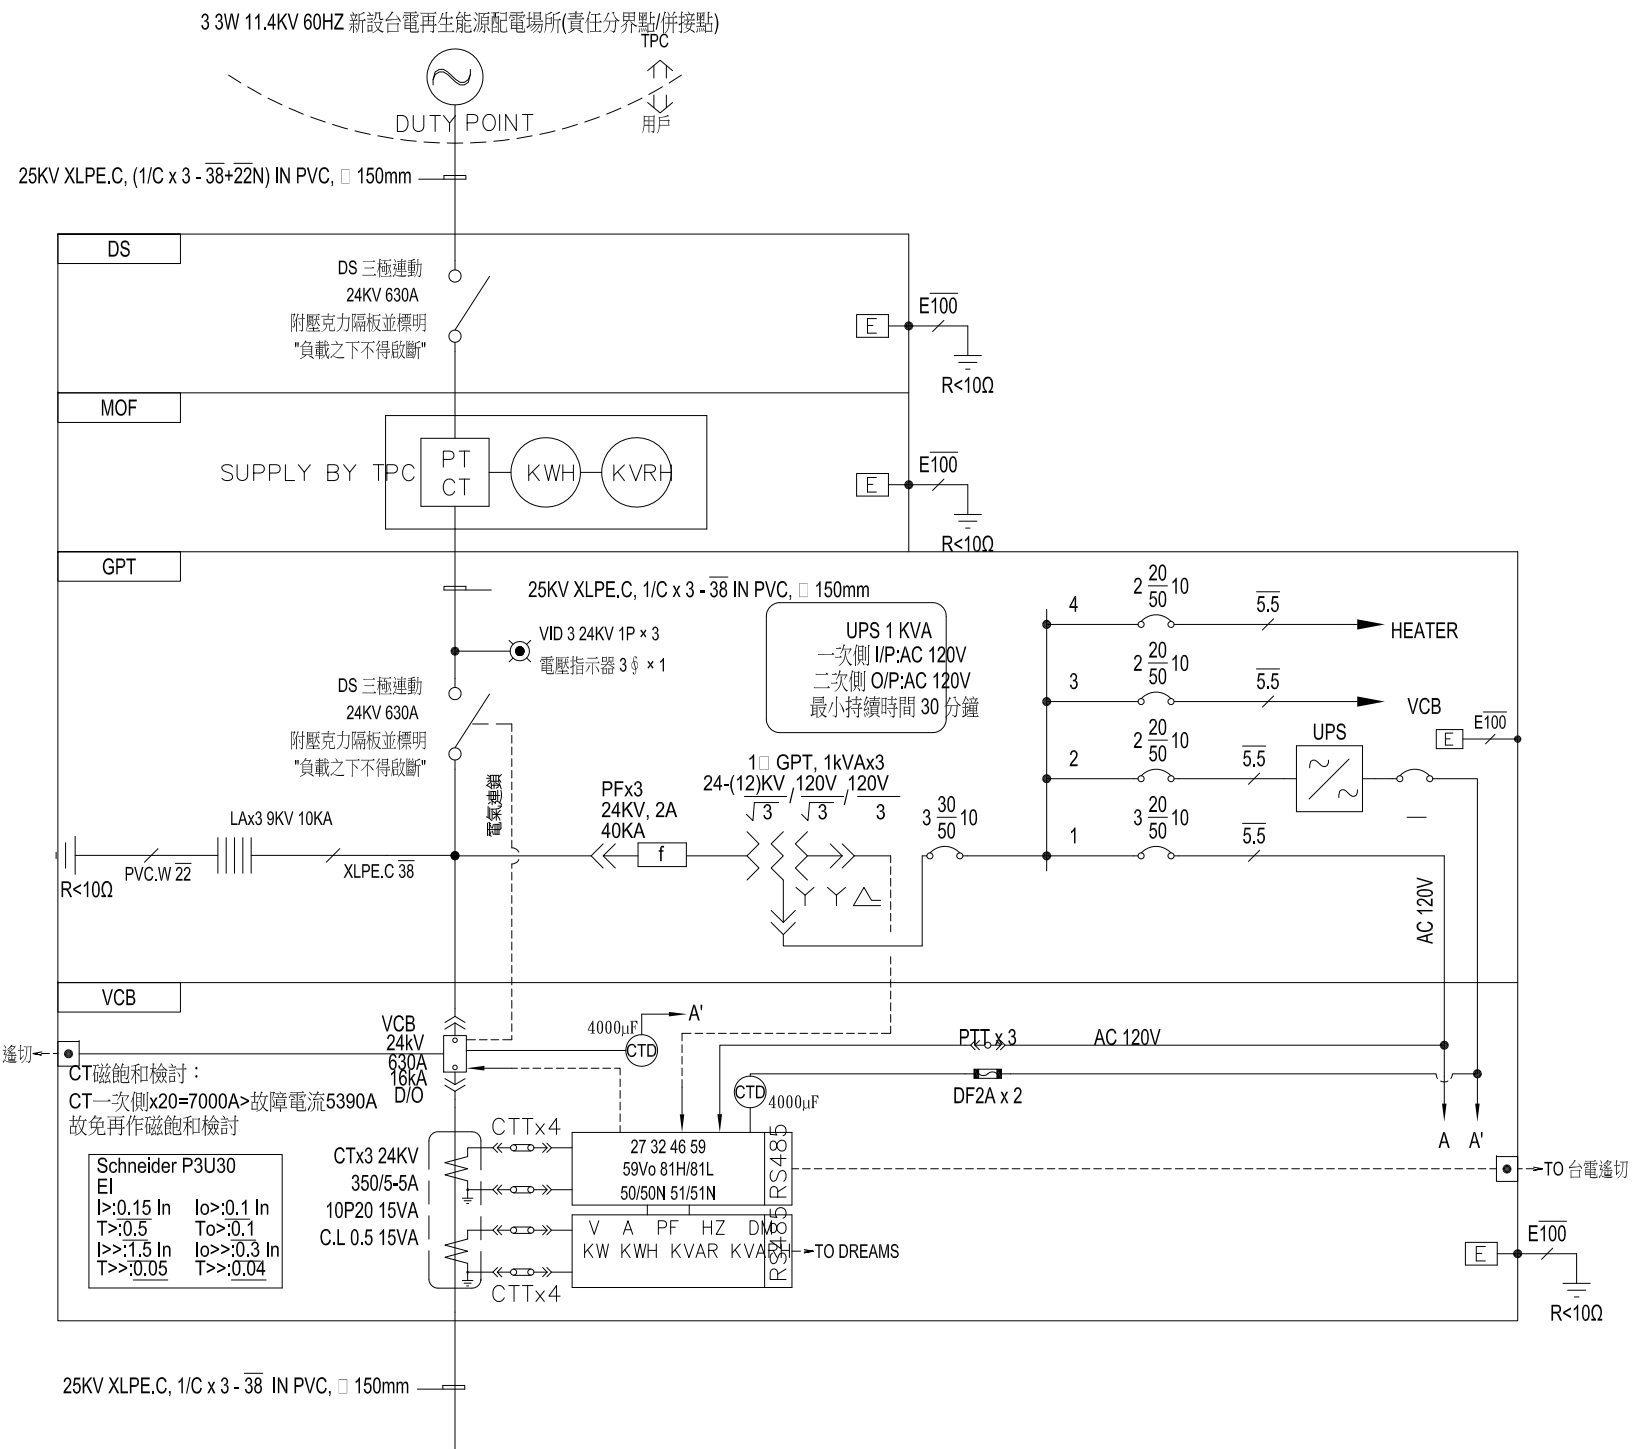 3 3W 11.4KV 60HZ 新設台電再生能源配電場所(責任分界點/併接點)
TPC
用戶
DUTY POINT
25KV XLPE.C, (1/C x 3 - 38+22N) IN PVC, □ 150mm
DS
DS 三極連動
24KV 630A
附壓克力隔板並標明
"負載之下不得啟斷"
E
E100
R<10Ω
MOF
SUPPLY BY TPC
PT
CT
KWH
KVRH
E
E100
R<10Ω
GPT
25KV XLPE.C, 1/C x 3 - 38 IN PVC, □ 150mm
VID 3 24KV 1P × 3
電壓指示器 3∮ × 1
DS 三極連動
24KV 630A
附壓克力隔板並標明
"負載之下不得啟斷"
電氣連鎖
UPS 1 KVA
一次側 I/P:AC 120V
二次側 O/P:AC 120V
最小持續時間 30 分鐘
LAx3 9KV 10KA
PVC.W 22
XLPE.C 38
R<10Ω
PFx3
24KV, 2A
40KA
f
1□ GPT, 1kVAx3
24-(12)KV / 120V / 120V
√3 √3 3
3 30/50 10
4
2 20/50 10
5.5
HEATER
3
2 20/50 10
5.5
VCB
2
2 20/50 10
5.5
UPS
1
3 20/50 10
5.5
E
E100
AC 120V
VCB
VCB
24kV
630A
16kA
D/O
遙切
4000µF
CTD
A'
PTT x 3
AC 120V
CTD
4000µF
DF2A x 2
A
A'
CT磁飽和檢討：
CT一次側x20=7000A>故障電流5390A
故免再作磁飽和檢討
Schneider P3U30
EI
I>:0.15 In Io>:0.1 In
T>:0.5 To>:0.1
I>>:1.5 In Io>>:0.3 In
T>>:0.05 T>>:0.04
CTx3 24KV
350/5-5A
10P20 15VA
C.L 0.5 15VA
CTTx4
CTTx4
27 32 46 59
59Vo 81H/81L
50/50N 51/51N
RS485
V A PF HZ DM
KW KWH KVAR KVARH
RS485
TO DREAMS
TO 台電遙切
E
E100
R<10Ω
25KV XLPE.C, 1/C x 3 - 38 IN PVC, □ 150mm